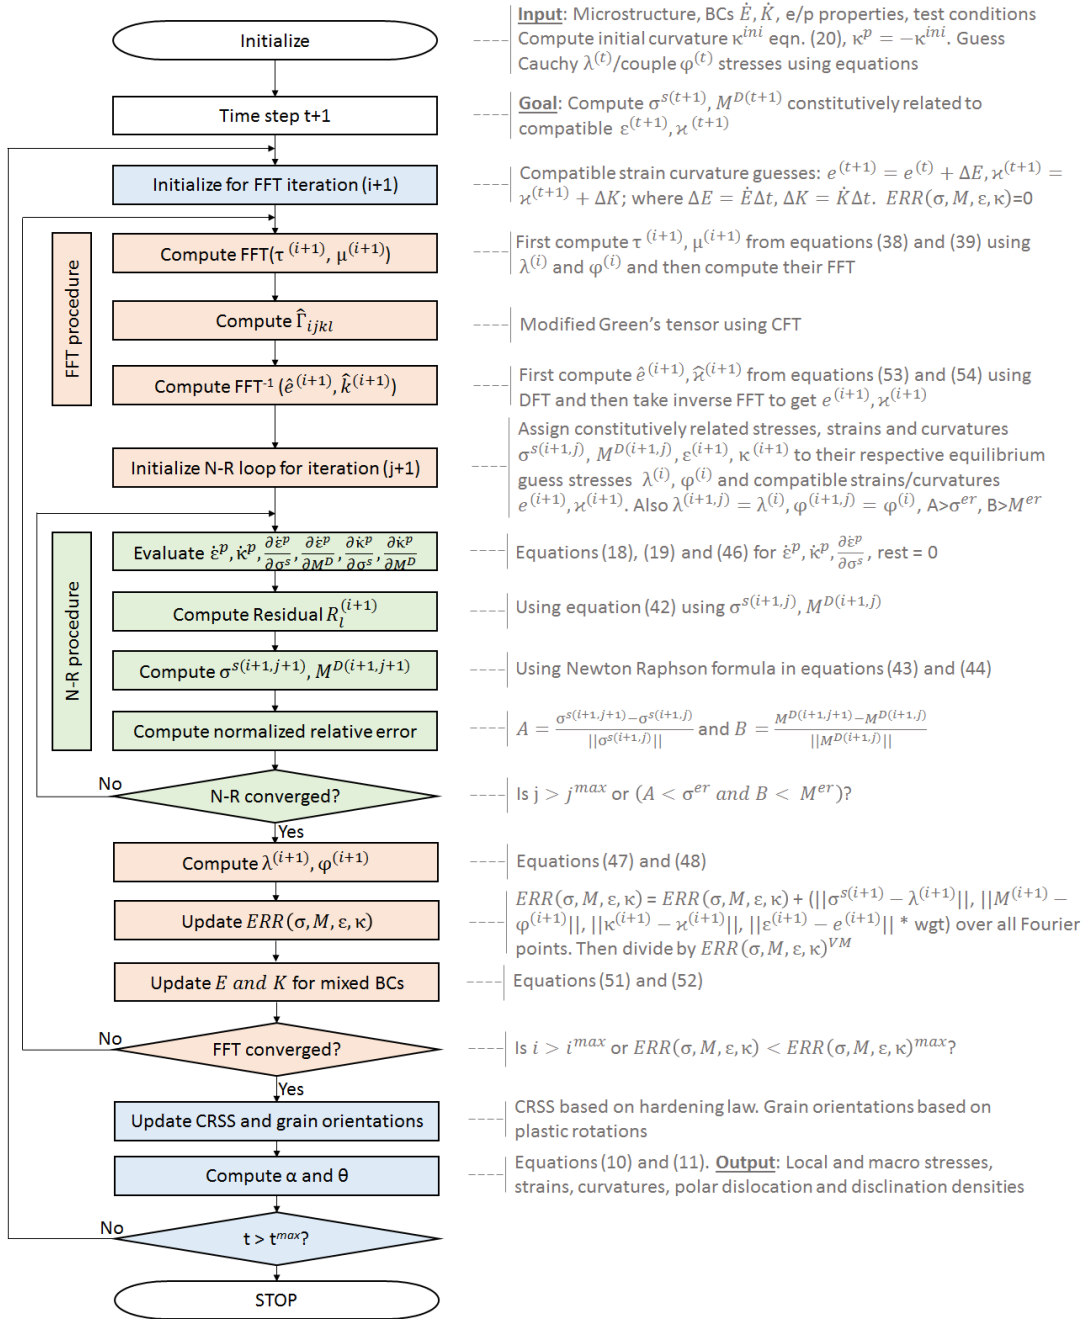 Initialize
Input: Microstructure, BCs Ė, K̇, e/p properties, test conditions
Compute initial curvature κ^{ini} eqn. (20), κ^p = −κ^{ini}. Guess
Cauchy λ^{(t)}/couple φ^{(t)} stresses using equations
Time step t+1
Goal: Compute σ^{s(t+1)}, M^{D(t+1)} constitutively related to
compatible ε^{(t+1)}, ϰ^{(t+1)}
Initialize for FFT iteration (i+1)
Compatible strain curvature guesses: e^{(t+1)} = e^{(t)} + ΔE, ϰ^{(t+1)} =
ϰ^{(t+1)} + ΔK; where ΔE = ĖΔt, ΔK = K̇Δt. ERR(σ, M, ε, κ)=0
FFT procedure
Compute FFT(τ^{(i+1)}, μ^{(i+1)})
First compute τ^{(i+1)}, μ^{(i+1)} from equations (38) and (39) using
λ^{(i)} and φ^{(i)} and then compute their FFT
Compute Γ̂_{ijkl}
Modified Green's tensor using CFT
Compute FFT^{-1} (ê^{(i+1)}, k̂^{(i+1)})
First compute ê^{(i+1)}, ϰ̂^{(i+1)} from equations (53) and (54) using
DFT and then take inverse FFT to get e^{(i+1)}, ϰ^{(i+1)}
Initialize N-R loop for iteration (j+1)
Assign constitutively related stresses, strains and curvatures
σ^{s(i+1,j)}, M^{D(i+1,j)}, ε^{(i+1)}, κ^{(i+1)} to their respective equilibrium
guess stresses λ^{(i)}, φ^{(i)} and compatible strains/curvatures
e^{(i+1)}, ϰ^{(i+1)}. Also λ^{(i+1,j)} = λ^{(i)}, φ^{(i+1,j)} = φ^{(i)}, A>σ^{er}, B>M^{er}
N-R procedure
Evaluate ε̇^p, κ̇^p, ∂ε̇^p/∂σ^s, ∂ε̇^p/∂M^D, ∂κ̇^p/∂σ^s, ∂κ̇^p/∂M^D
Equations (18), (19) and (46) for ε̇^p, κ̇^p, ∂ε̇^p/∂σ^s, rest = 0
Compute Residual R_l^{(i+1)}
Using equation (42) using σ^{s(i+1,j)}, M^{D(i+1,j)}
Compute σ^{s(i+1,j+1)}, M^{D(i+1,j+1)}
Using Newton Raphson formula in equations (43) and (44)
Compute normalized relative error
A = (σ^{s(i+1,j+1)}−σ^{s(i+1,j)})/||σ^{s(i+1,j)}|| and B = (M^{D(i+1,j+1)}−M^{D(i+1,j)})/||M^{D(i+1,j)}||
No
N-R converged?
Is j > j^{max} or (A < σ^{er} and B < M^{er})?
Yes
Compute λ^{(i+1)}, φ^{(i+1)}
Equations (47) and (48)
Update ERR(σ, M, ε, κ)
ERR(σ, M, ε, κ) = ERR(σ, M, ε, κ) + (||σ^{s(i+1)} − λ^{(i+1)}||, ||M^{(i+1)} −
φ^{(i+1)}||, ||κ^{(i+1)} − ϰ^{(i+1)}||, ||ε^{(i+1)} − e^{(i+1)}|| * wgt) over all Fourier
points. Then divide by ERR(σ, M, ε, κ)^{VM}
Update E and K for mixed BCs
Equations (51) and (52)
No
FFT converged?
Is i > i^{max} or ERR(σ, M, ε, κ) < ERR(σ, M, ε, κ)^{max}?
Yes
Update CRSS and grain orientations
CRSS based on hardening law. Grain orientations based on
plastic rotations
Compute α and θ
Equations (10) and (11). Output: Local and macro stresses,
strains, curvatures, polar dislocation and disclination densities
No
t > t^{max}?
STOP